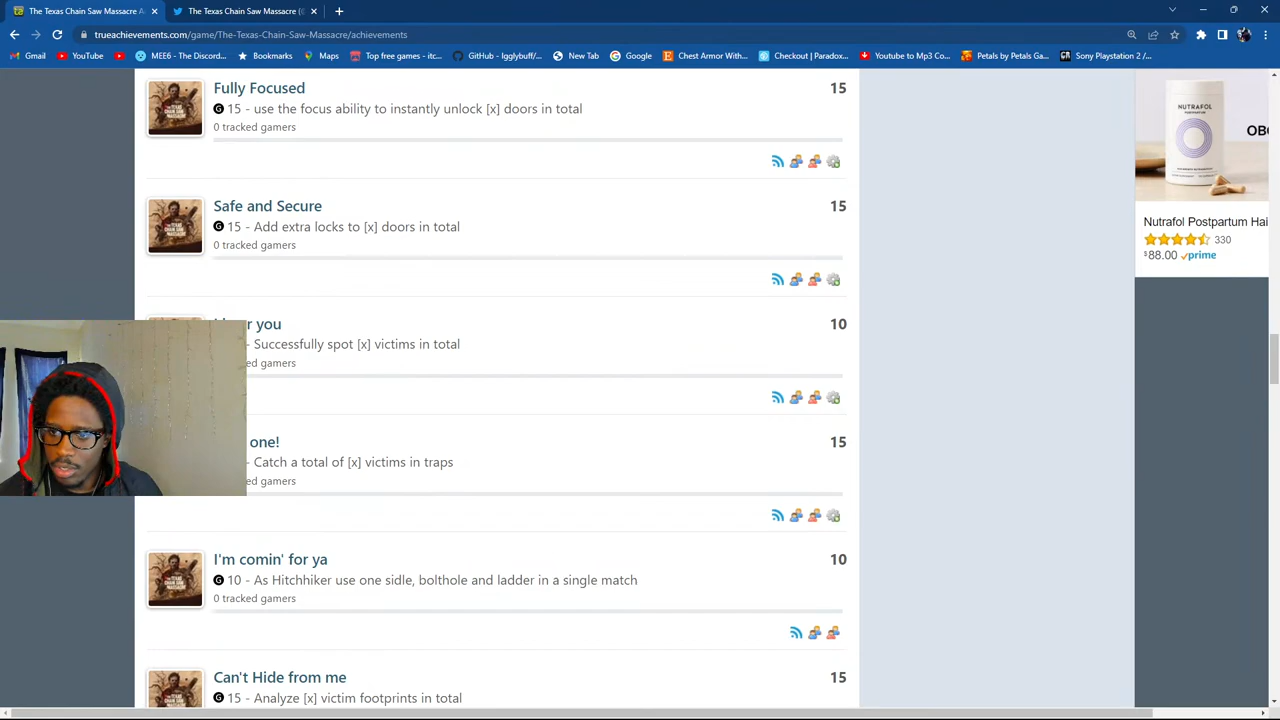 The Texas Chain Saw Massacre A
The Texas Chain Saw Massacre (
trueachievements.com/game/The-Texas-Chain-Saw-Massacre/achievements
Gmail
YouTube
MEE6 - The Discord...
Bookmarks
Maps
Top free games - itc...
GitHub - Igglybuff/...
New Tab
Google
Chest Armor With...
Checkout | Paradox...
Youtube to Mp3 Co...
Petals by Petals Ga...
Sony Playstation 2 /...
Fully Focused
15
15 - use the focus ability to instantly unlock [x] doors in total
0 tracked gamers
Safe and Secure
15
15 - Add extra locks to [x] doors in total
0 tracked gamers
you
10
- Successfully spot [x] victims in total
ed gamers
one!
15
- Catch a total of [x] victims in traps
ed gamers
I'm comin' for ya
10
10 - As Hitchhiker use one sidle, bolthole and ladder in a single match
0 tracked gamers
Can't Hide from me
15
15 - Analyze [x] victim footprints in total
NUTRAFOL
OBG
Nutrafol Postpartum Hai
330
$88.00 prime